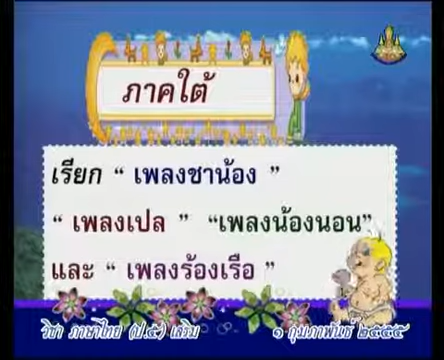 ภาคใต้
เรียก “ เพลงชาน้อง ”
“ เพลงเปล ” “เพลงน้องนอน”
และ “ เพลงร้องเรือ ”
วิชา ภาษาไทย (ป.๕) เสริม ๑ กุมภาพันธ์ ๒๕๕๕